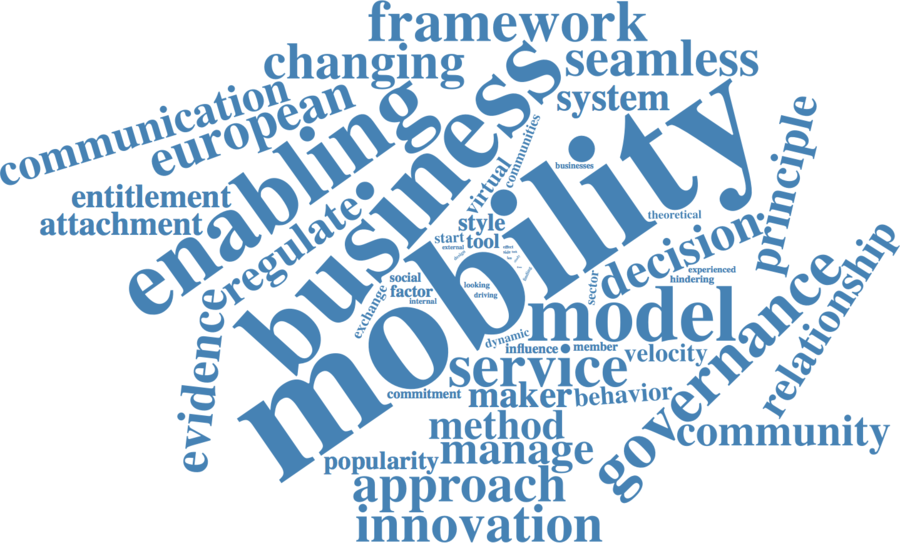 framework
changing
seamless
communication
european
business
system
enabling
mobility
principle
communities
virtual
businesses
entitlement
attachment
regulate
style
theoretical
start
tool
external
decision
relationship
social
factor
internal
exchange
looking
driving
sector
experienced
hindering
evidence
model
governance
dynamic
influence
member
velocity
service
commitment
maker
behavior
method
community
manage
popularity
approach
innovation